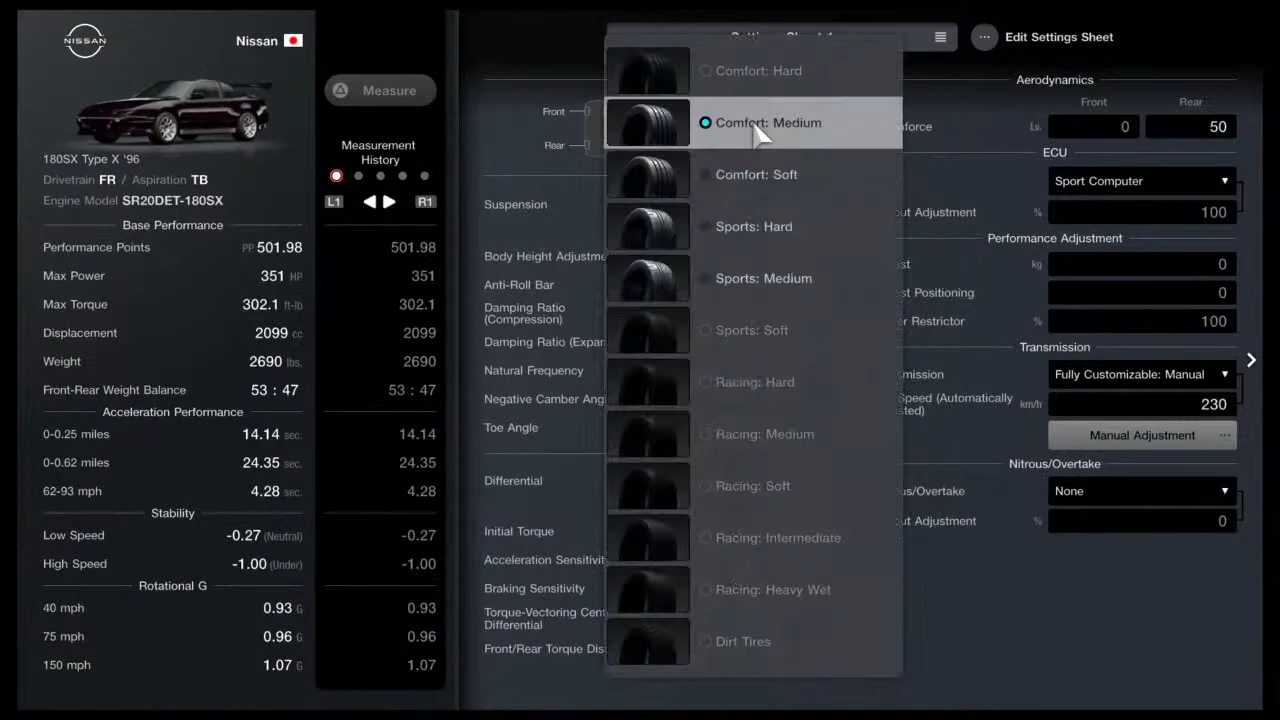 NISSAN
Nissan
180SX Type X '96
Drivetrain FR / Aspiration TB
Engine Model SR20DET-180SX
Base Performance
Performance Points PP 501.98
Max Power 351 HP
Max Torque 302.1 ft-lb
Displacement 2099 cc
Weight 2690 lbs.
Front-Rear Weight Balance 53 : 47
Acceleration Performance
0-0.25 miles 14.14 sec.
0-0.62 miles 24.35 sec.
62-93 mph 4.28 sec.
Stability
Low Speed -0.27 (Neutral)
High Speed -1.00 (Under)
Rotational G
40 mph 0.93 G
75 mph 0.96 G
150 mph 1.07 G
Measure
Measurement
History
L1 R1
501.98
351
302.1
2099
2690
53 : 47
14.14
24.35
4.28
-0.27
-1.00
0.93
0.96
1.07
Front
Rear
Suspension
Body Height Adjustme
Anti-Roll Bar
Damping Ratio
(Compression)
Damping Ratio (Expan
Natural Frequency
Negative Camber Ang
Toe Angle
Differential
Initial Torque
Acceleration Sensitivit
Braking Sensitivity
Torque-Vectoring Cent
Differential
Front/Rear Torque Dis
Comfort: Hard
Comfort: Medium
Comfort: Soft
Sports: Hard
Sports: Medium
Sports: Soft
Racing: Hard
Racing: Medium
Racing: Soft
Racing: Intermediate
Racing: Heavy Wet
Dirt Tires
Edit Settings Sheet
Aerodynamics
Front Rear
nforce Lv. 0 50
ECU
Sport Computer
out Adjustment % 100
Performance Adjustment
st kg 0
st Positioning 0
er Restrictor % 100
Transmission
mission Fully Customizable: Manual
Speed (Automatically
sted) km/h 230
Manual Adjustment
Nitrous/Overtake
us/Overtake None
out Adjustment % 0